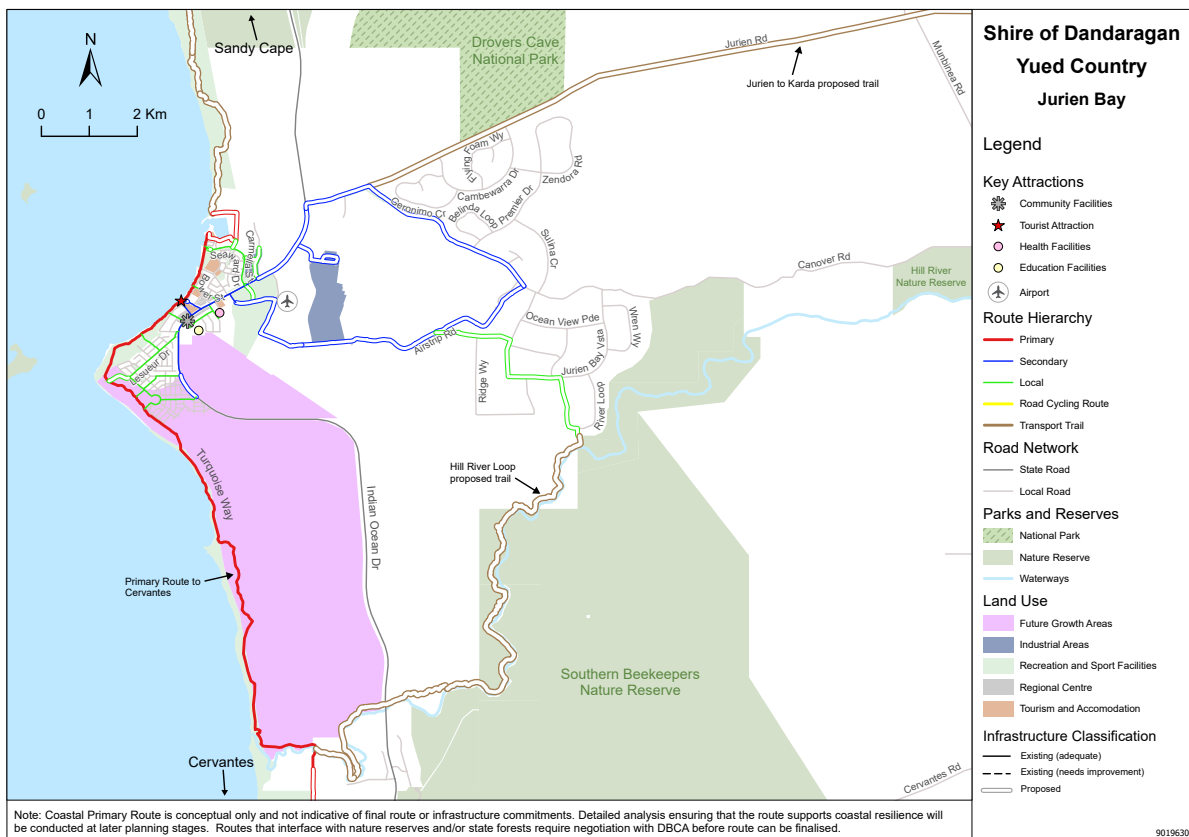 Shire of Dandaragan
Yued Country
Jurien Bay
Legend
Key Attractions
Community Facilities
Tourist Attraction
Health Facilities
Education Facilities
Airport
Route Hierarchy
Primary
Secondary
Local
Road Cycling Route
Transport Trail
Road Network
State Road
Local Road
Parks and Reserves
National Park
Nature Reserve
Waterways
Land Use
Future Growth Areas
Industrial Areas
Recreation and Sport Facilities
Regional Centre
Tourism and Accomodation
Infrastructure Classification
Existing (adequate)
Existing (needs improvement)
Proposed
9019630
N
0 1 2 Km
Sandy Cape
Drovers Cave
National Park
Jurien Rd
Jurien to Karda proposed trail
Munbinea Rd
Flying Foam Wy
Cambewarra Dr
Zendora Rd
Geronimo Cr
Belinda Loop
Premier Dr
Sulina Cr
Canover Rd
Hill River
Nature Reserve
Seaward Dr
Bower St
Lesueur Dr
Airstrip Rd
Ocean View Pde
Wren Wy
Jurien Bay Vista
Ridge Wy
River Loop
Hill River Loop
proposed trail
Turquoise Way
Indian Ocean Dr
Primary Route to
Cervantes
Southern Beekeepers
Nature Reserve
Cervantes
Cervantes Rd
Note: Coastal Primary Route is conceptual only and not indicative of final route or infrastructure commitments. Detailed analysis ensuring that the route supports coastal resilience will
be conducted at later planning stages. Routes that interface with nature reserves and/or state forests require negotiation with DBCA before route can be finalised.